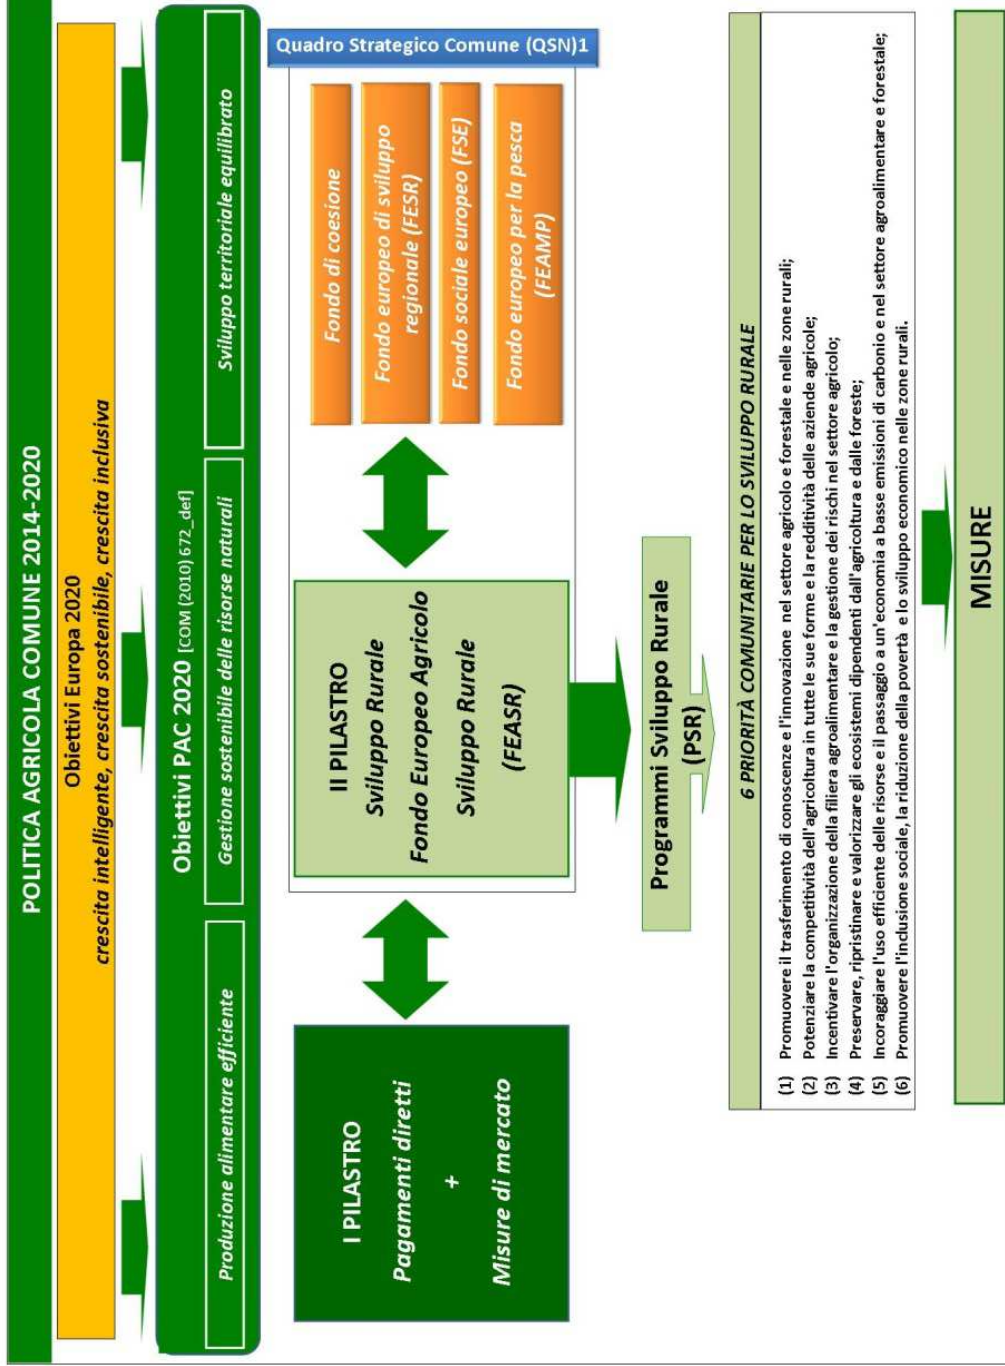 POLITICA AGRICOLA COMUNE 2014-2020
Obiettivi Europa 2020
crescita intelligente, crescita sostenibile, crescita inclusiva
Obiettivi PAC 2020 [COM (2010) 672_def]
Produzione alimentare efficiente
Gestione sostenibile delle risorse naturali
Sviluppo territoriale equilibrato
I PILASTRO
Pagamenti diretti
+
Misure di mercato
II PILASTRO
Sviluppo Rurale
Fondo Europeo Agricolo
Sviluppo Rurale
(FEASR)
Quadro Strategico Comune (QSN)1
Fondo di coesione
Fondo europeo di sviluppo
regionale (FESR)
Fondo sociale europeo (FSE)
Fondo europeo per la pesca
(FEAMP)
Programmi Sviluppo Rurale
(PSR)
6 PRIORITÀ COMUNITARIE PER LO SVILUPPO RURALE
(1) Promuovere il trasferimento di conoscenze e l'innovazione nel settore agricolo e forestale e nelle zone rurali;
(2) Potenziare la competitività dell'agricoltura in tutte le sue forme e la redditività delle aziende agricole;
(3) Incentivare l'organizzazione della filiera agroalimentare e la gestione dei rischi nel settore agricolo;
(4) Preservare, ripristinare e valorizzare gli ecosistemi dipendenti dall'agricoltura e dalle foreste;
(5) Incoraggiare l'uso efficiente delle risorse e il passaggio a un'economia a basse emissioni di carbonio e nel settore agroalimentare e forestale;
(6) Promuovere l'inclusione sociale, la riduzione della povertà e lo sviluppo economico nelle zone rurali.
MISURE